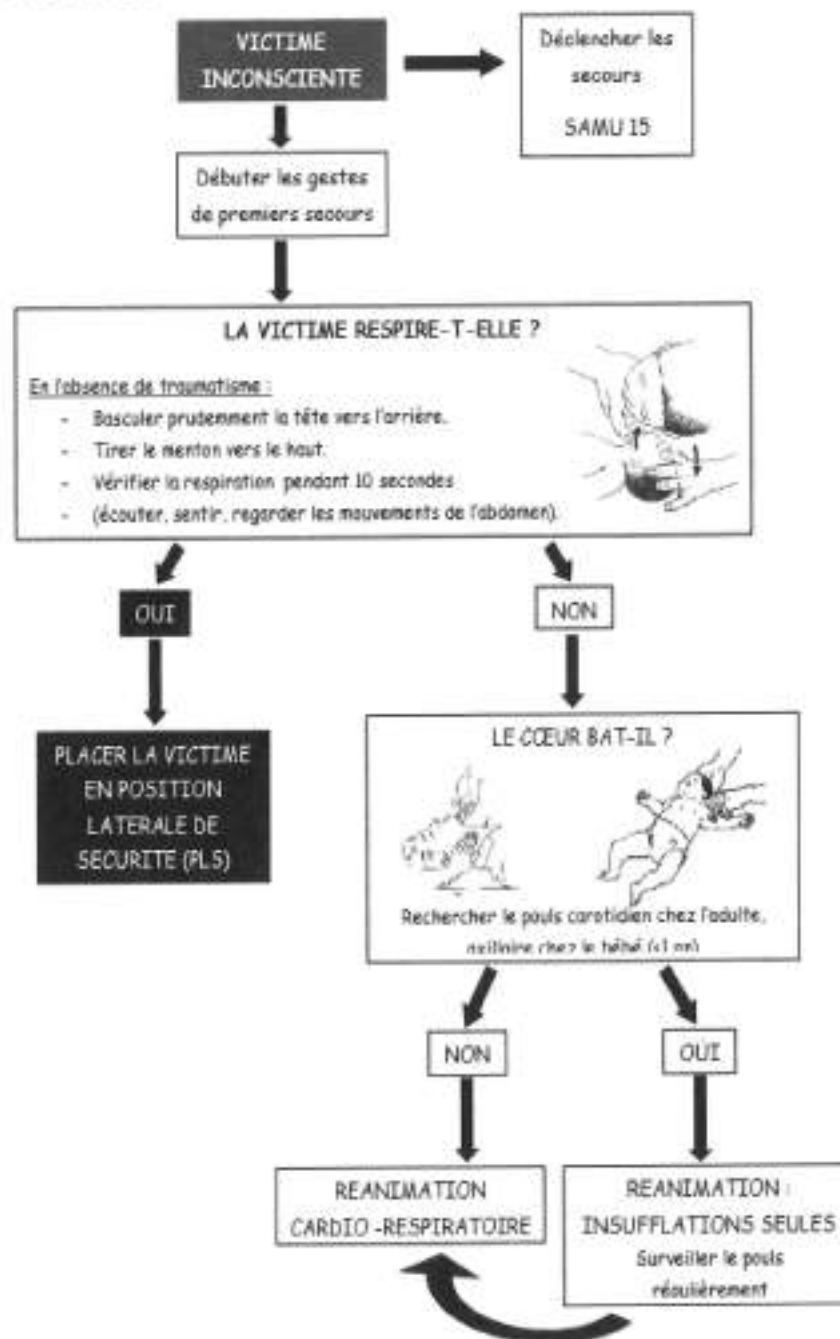 VICTIME
INCONSCIENTE
Déclencher les
secours
SAMU 15
Débuter les gestes
de premiers secours
LA VICTIME RESPIRE-T-ELLE ?
En l'absence de traumatisme :
- Basculer prudemment la tête vers l'arrière.
- Tirer le menton vers le haut.
- Vérifier la respiration pendant 10 secondes
- (écouter, sentir, regarder les mouvements de l'abdomen).
OUI
NON
PLACER LA VICTIME
EN POSITION
LATERALE DE
SECURITE (PLS)
LE CŒUR BAT-IL ?
Rechercher le pouls carotidien chez l'adulte,
chez le bébé
NON
OUI
REANIMATION
CARDIO -RESPIRATOIRE
REANIMATION :
INSUFFLATIONS SEULES
Surveiller le pouls
régulièrement